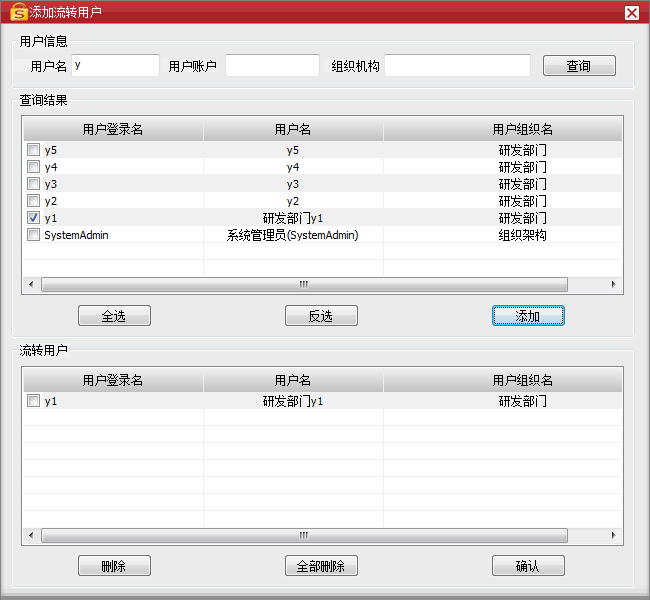 添加流转用户
用户信息
用户名 y 用户账户 组织机构 查询
查询结果
用户登录名 用户名 用户组织名
y5 y5 研发部门
y4 y4 研发部门
y3 y3 研发部门
y2 y2 研发部门
y1 研发部门y1 研发部门
SystemAdmin 系统管理员(SystemAdmin) 组织架构
全选 反选 添加
流转用户
用户登录名 用户名 用户组织名
y1 研发部门y1 研发部门
删除 全部删除 确认